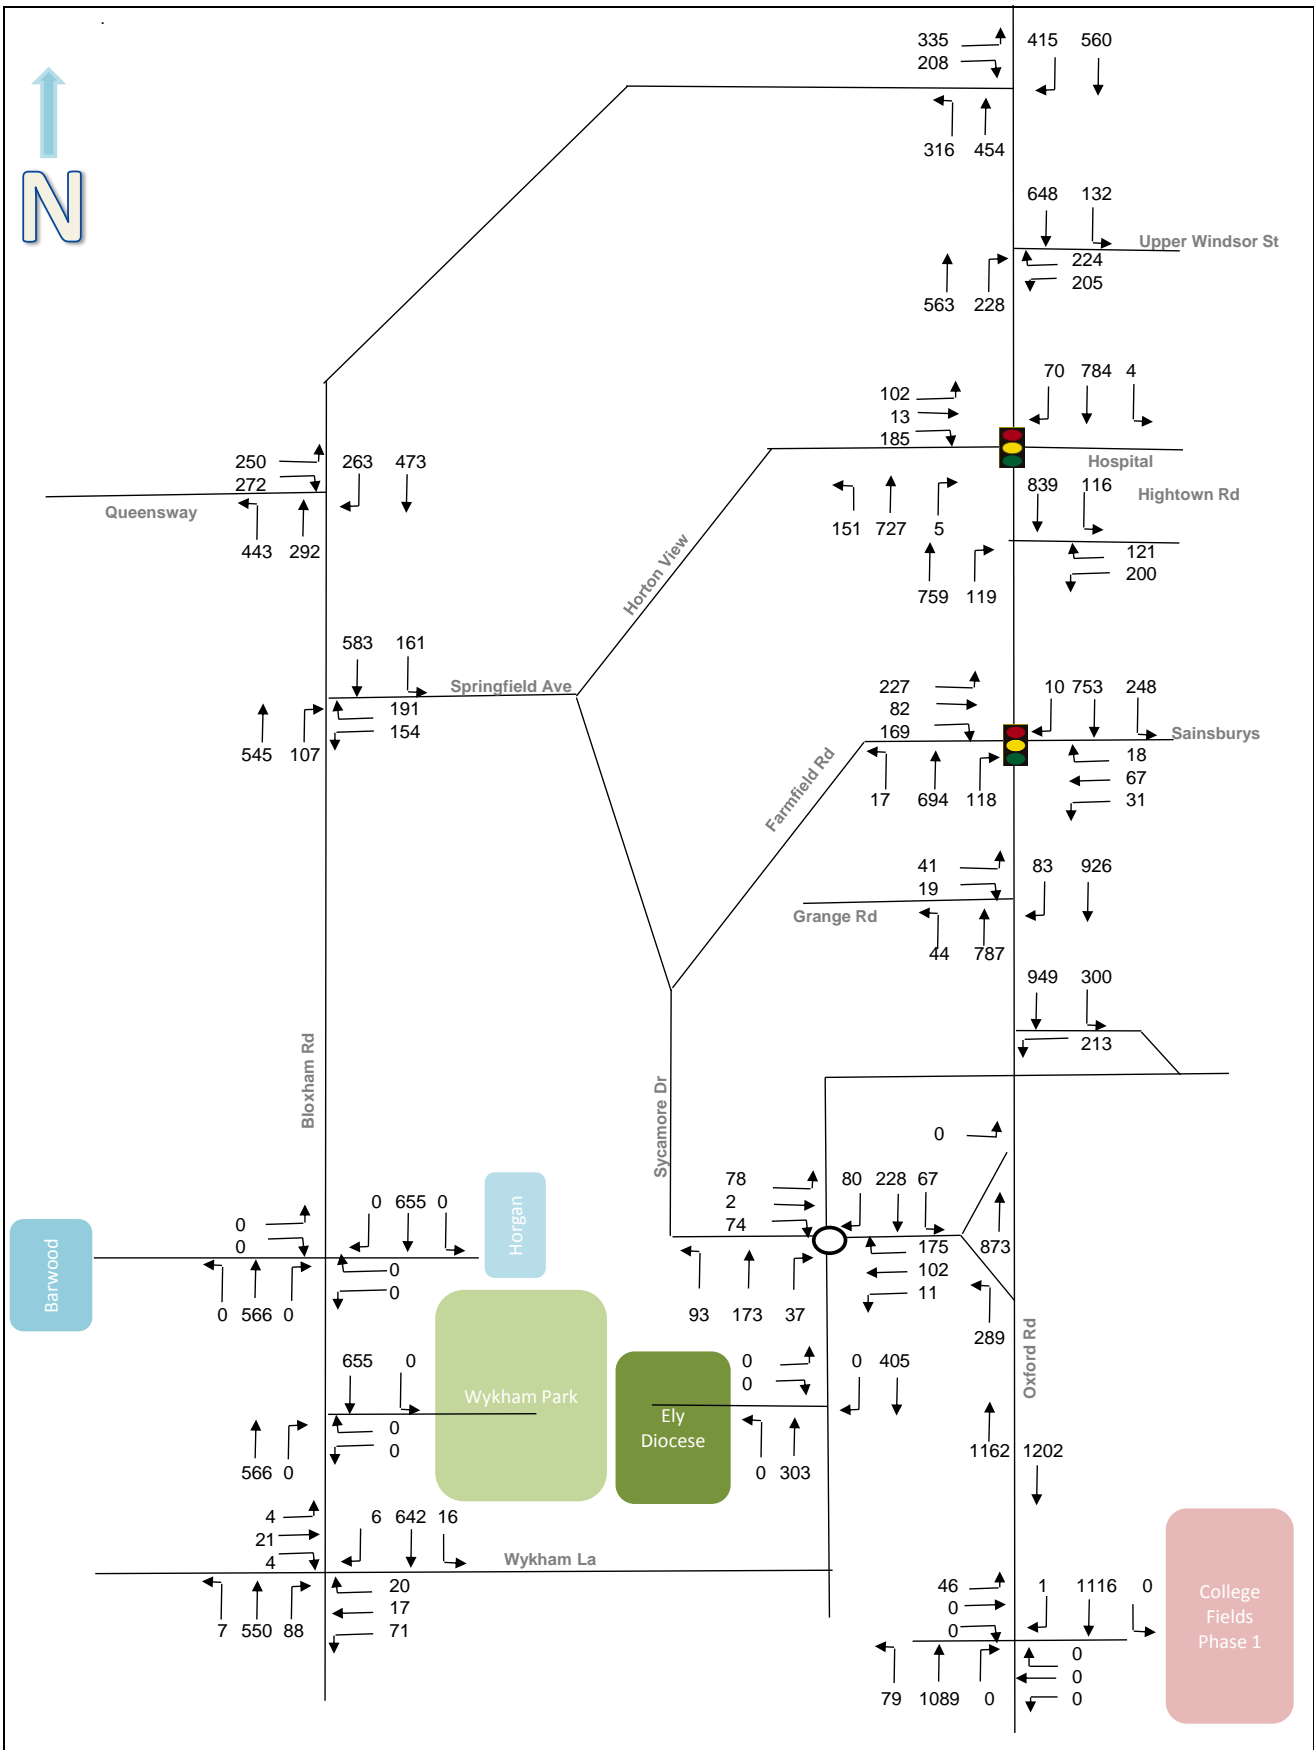 .
335 415 560
208
N
316 454
648 132
Upper Windsor St
224
205
563 228
70 784 4
102
13
185
Hospital
250 263 473
272
Queensway
443 292
839 116
Hightown Rd
151 727 5
121
200
759 119
Horton View
583 161
Springfield Ave
191
154
545 107
227 10 753 248
82
169
Sainsburys
18
67
31
17 694 118
Farmfield Rd
41 83 926
19
Grange Rd
44 787
949 300
213
Bloxham Rd
Sycamore Dr
0
78 80 228 67
2
74
175 873
102
11
93 173 37
289
Oxford Rd
0 655 0
0
0
Barwood
Horgan
0
0
0 566 0
655 0
Wykham Park
0
0
566 0
0 0 405
0
Ely
Diocese
0 303
1162 1202
4 6 642 16
21
4
Wykham La
20
17
71
7 550 88
46 1 1116 0
0
0
College
Fields
Phase 1
0
0
0
79 1089 0